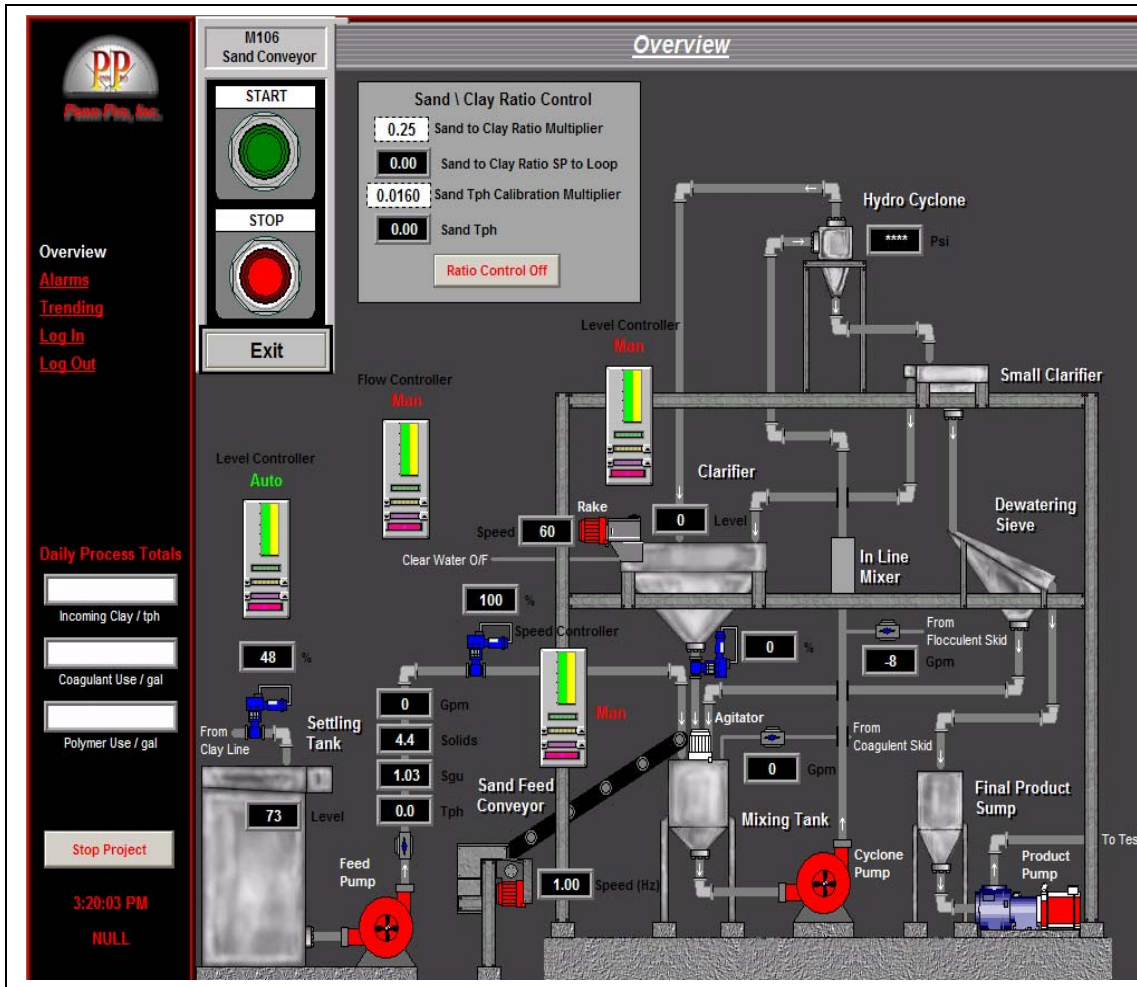 PP
Penn Pro, Inc.
Overview
Alarms
Trending
Log In
Log Out
Daily Process Totals
Incoming Clay / tph
Coagulant Use / gal
Polymer Use / gal
Stop Project
3:20:03 PM
NULL
M106
Sand Conveyor
START
STOP
Exit
Overview
Sand \ Clay Ratio Control
0.25 Sand to Clay Ratio Multiplier
0.00 Sand to Clay Ratio SP to Loop
0.0160 Sand Tph Calibration Multiplier
0.00 Sand Tph
Ratio Control Off
Hydro Cyclone
**** Psi
Level Controller
Man
Small Clarifier
Flow Controller
Man
Level Controller
Auto
Clarifier
Rake
Speed 60
0 Level
Clear Water O/F
Dewatering
Sieve
In Line
Mixer
100 %
Speed Controller
Man
0 %
From
Flocculent Skid
-8 Gpm
48 %
From
Clay Line
Settling
Tank
73 Level
0 Gpm
4.4 Solids
1.03 Sgu
0.0 Tph
Agitator
From
Coagulent Skid
0 Gpm
Sand Feed
Conveyor
Mixing Tank
Final Product
Sump
To Tes
Feed
Pump
1.00 Speed (Hz)
Cyclone
Pump
Product
Pump